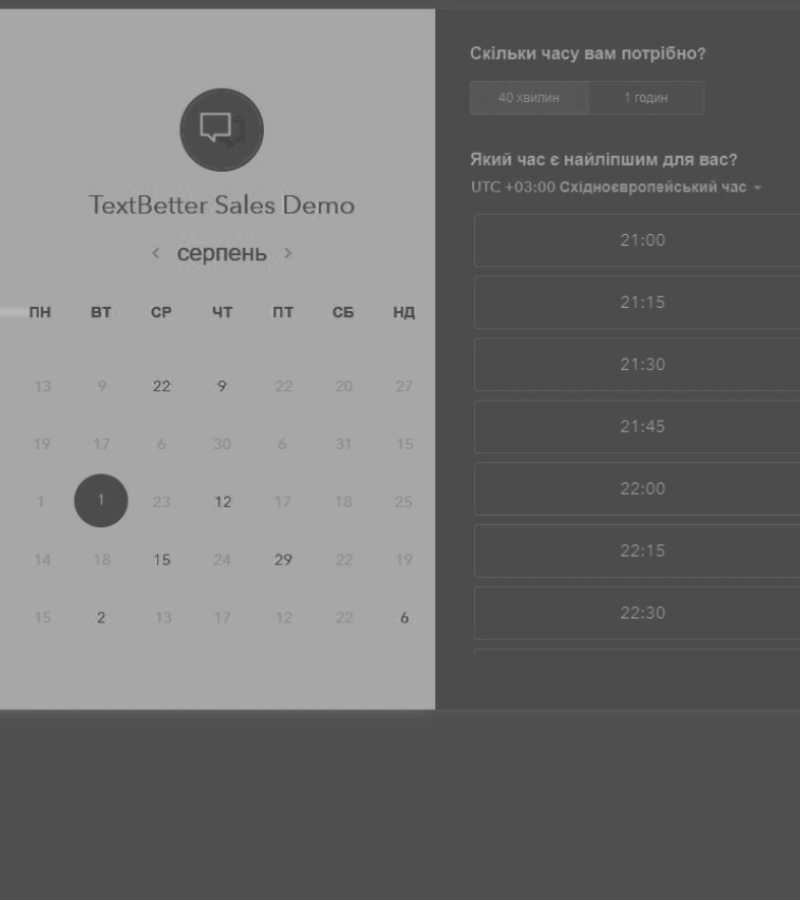 TextBetter Sales Demo
< серпень >
ПН ВТ СР ЧТ ПТ СБ НД
13 9 22 9 22 20 27
19 17 6 30 6 31 15
1 1 23 12 17 18 25
14 18 15 24 29 22 19
15 2 13 17 12 22 6
Скільки часу вам потрібно?
40 хвилин 1 годин
Який час є найліпшим для вас?
UTC +03:00 Східноєвропейський час
21:00
21:15
21:30
21:45
22:00
22:15
22:30